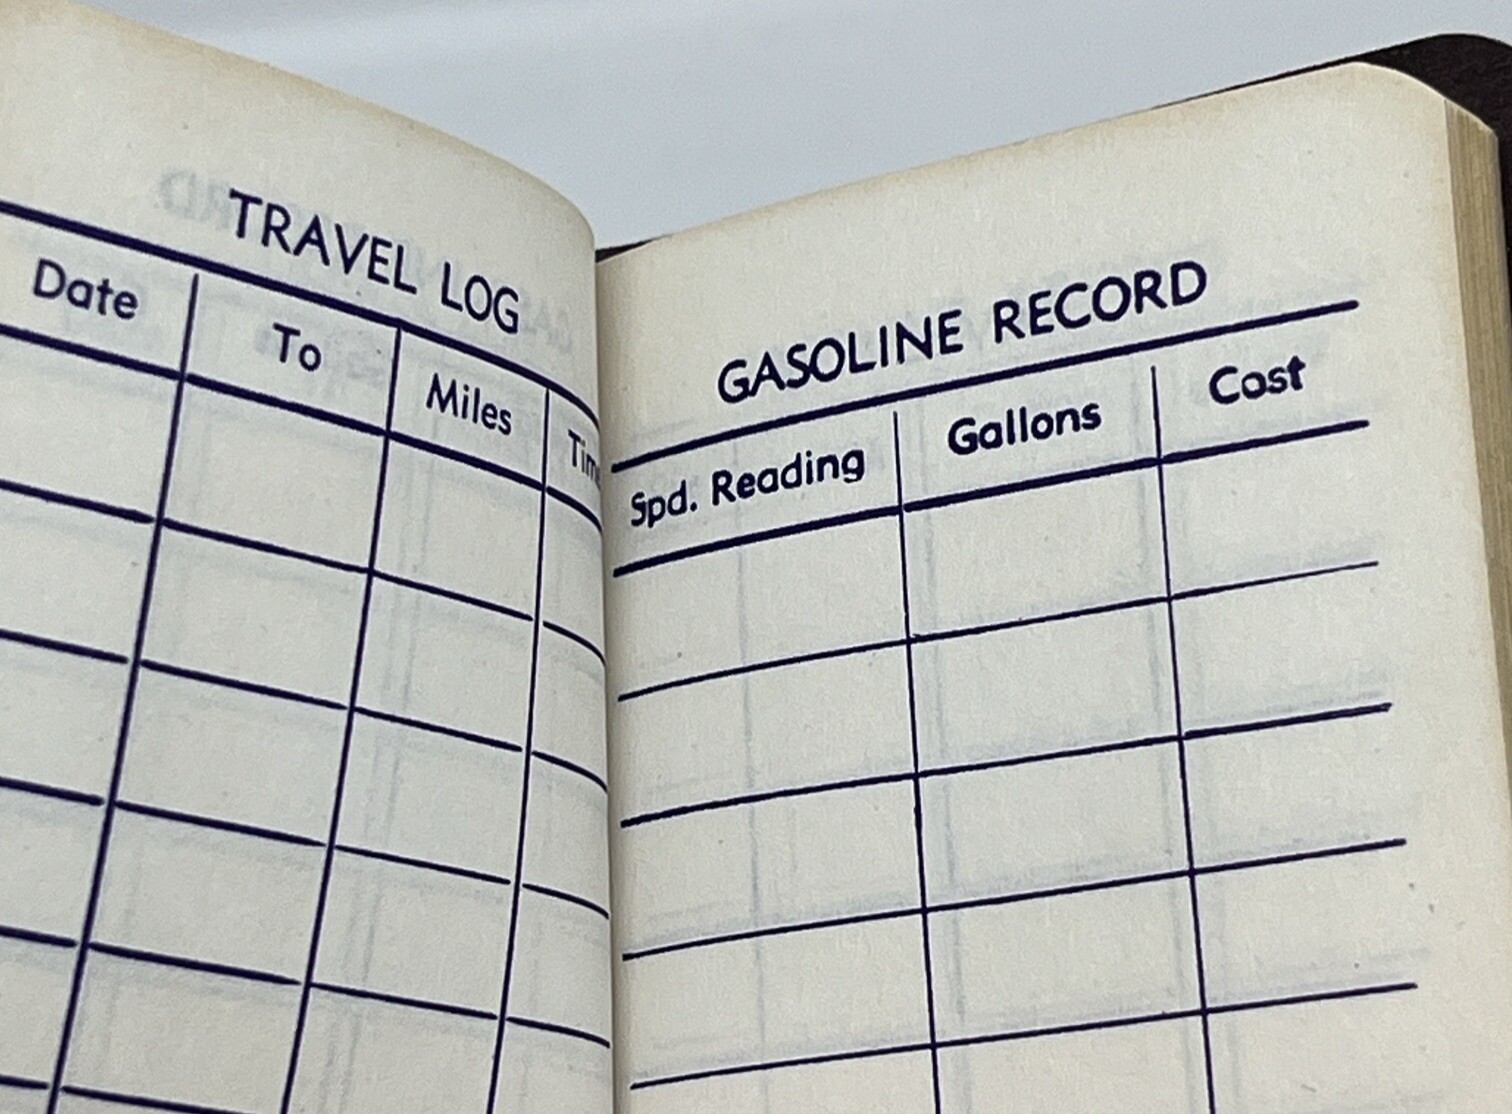 TRAVEL LOG
Date To Miles
GASOLINE RECORD
Spd. Reading Gallons Cost